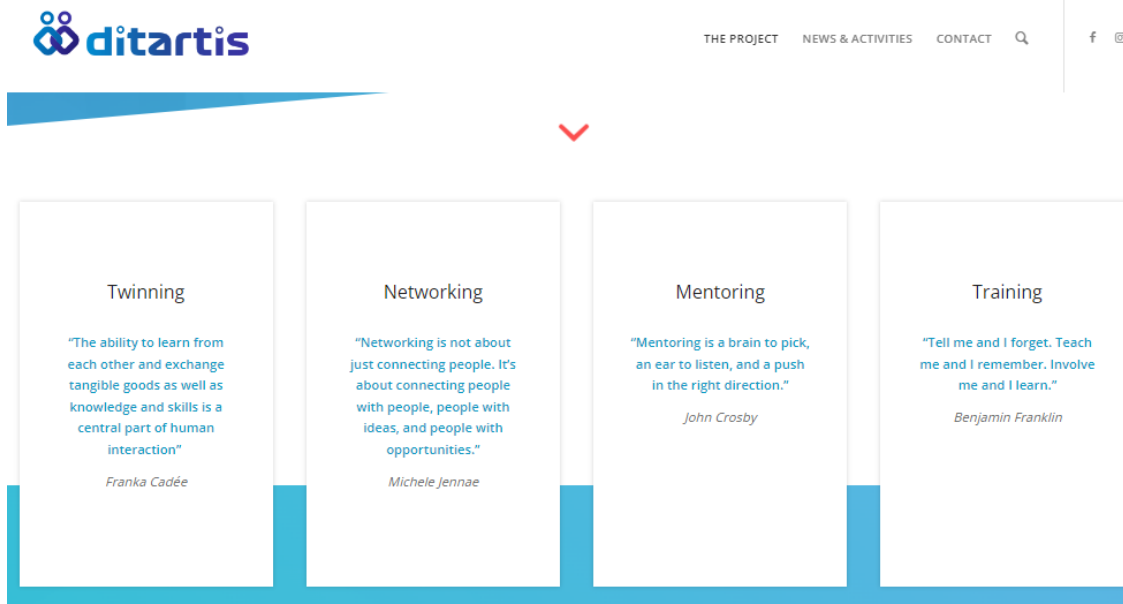 ditartis
THE PROJECT NEWS & ACTIVITIES CONTACT
Twinning
“The ability to learn from
each other and exchange
tangible goods as well as
knowledge and skills is a
central part of human
interaction”
Franka Cadée
Networking
“Networking is not about
just connecting people. It’s
about connecting people
with people, people with
ideas, and people with
opportunities.”
Michele Jennae
Mentoring
“Mentoring is a brain to pick,
an ear to listen, and a push
in the right direction.”
John Crosby
Training
“Tell me and I forget. Teach
me and I remember. Involve
me and I learn.”
Benjamin Franklin